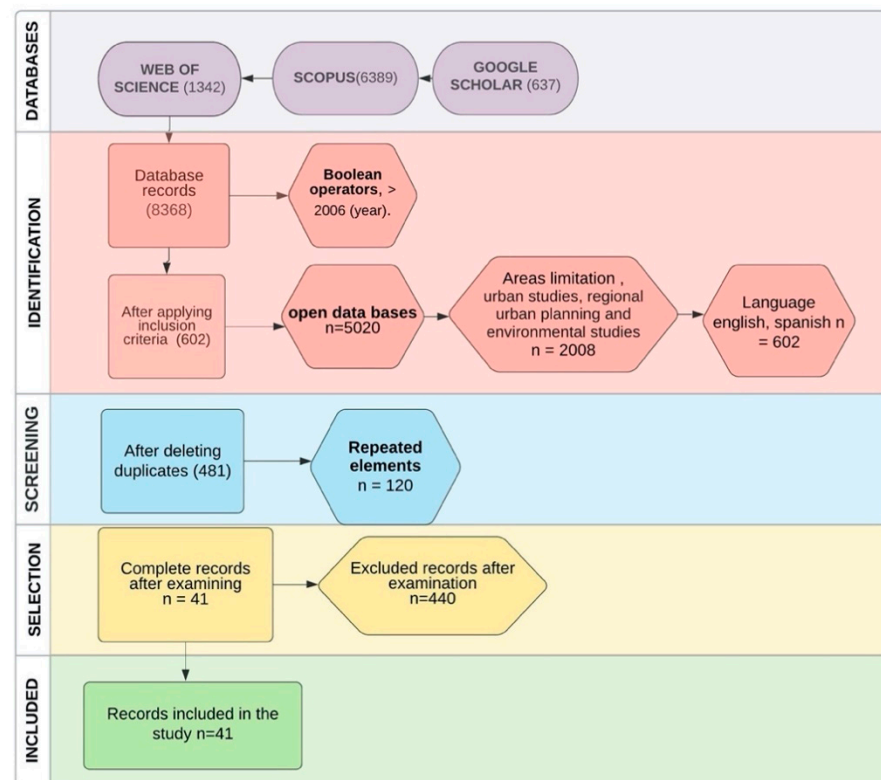 DATABASES
WEB OF
SCIENCE (1342)
SCOPUS(6389)
GOOGLE
SCHOLAR (637)
IDENTIFICATION
Database
records
(8368)
Boolean
operators, >
2006 (year).
After applying
inclusion
criteria (602)
open data bases
n=5020
Areas limitation ,
urban studies, regional
urban planning and
environmental studies
n = 2008
Language
english, spanish n
= 602
SCREENING
After deleting
duplicates (481)
Repeated
elements
n = 120
SELECTION
Complete records
after examining
n = 41
Excluded records after
examination
n=440
INCLUDED
Records included in the
study n=41